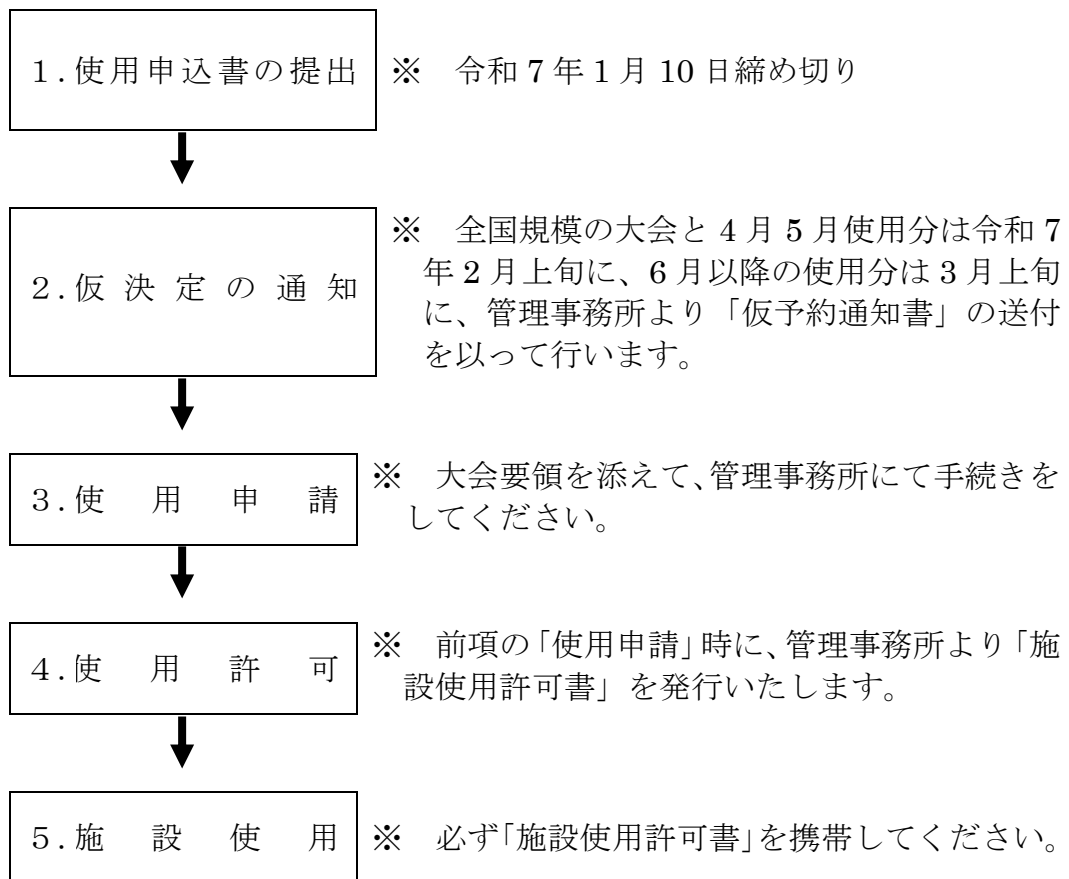 1.使用申込書の提出
※ 令和7年1月10日締め切り
2.仮決定の通知
※ 全国規模の大会と4月5月使用分は令和7
年2月上旬に、6月以降の使用分は3月上旬
に、管理事務所より「仮予約通知書」の送付
を以って行います。
3.使用申請
※ 大会要領を添えて、管理事務所にて手続きを
してください。
4.使用許可
※ 前項の「使用申請」時に、管理事務所より「施
設使用許可書」を発行いたします。
5.施設使用
※ 必ず「施設使用許可書」を携帯してください。